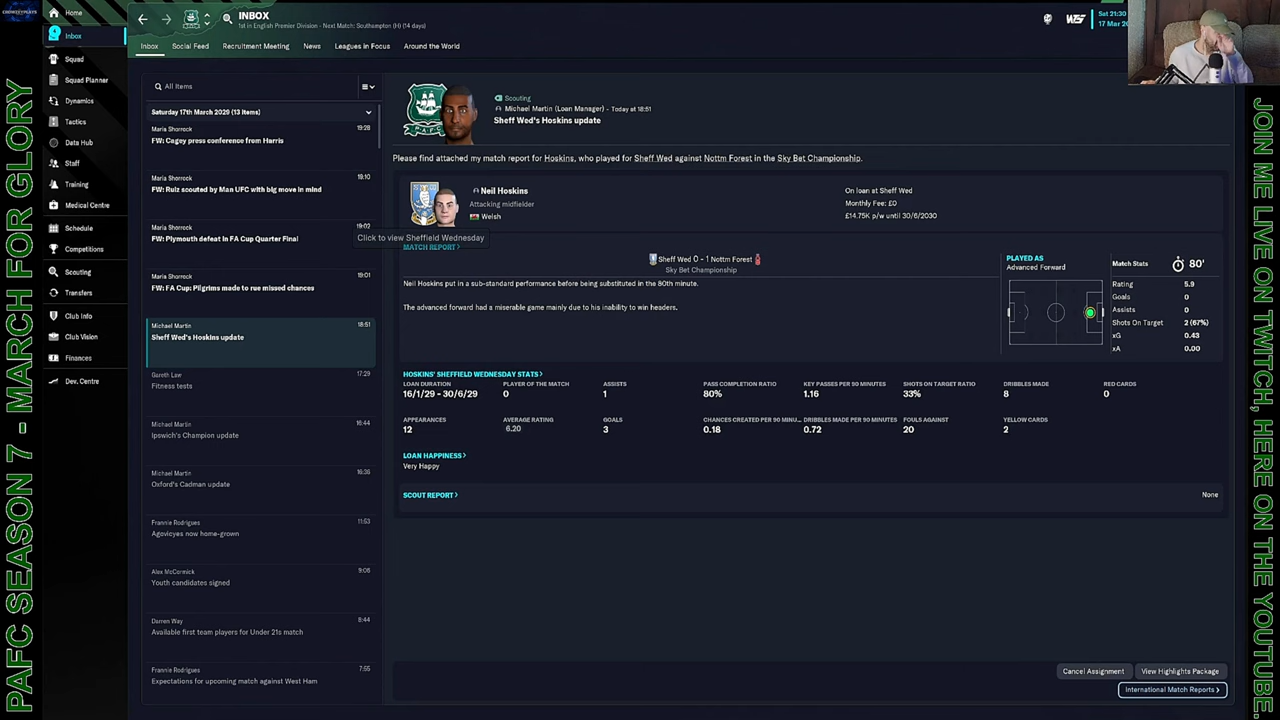 PAFC SEASON 7 - MARCH FOR GLORY
Home
Inbox
Squad
Squad Planner
Dynamics
Tactics
Data Hub
Staff
Training
Medical Centre
Schedule
Competitions
Scouting
Transfers
Club Info
Club Vision
Finances
Dev. Centre
INBOX
1st in English Premier Division - Next Match: Southampton (H) (14 days)
Sat 21:30
17 Mar 20
Inbox
Social Feed
Recruitment Meeting
News
Leagues in Focus
Around the World
All Items
Saturday 17th March 2029 (13 Items)
Maria Shorrock 19:28
FW: Cagey press conference from Harris
Maria Shorrock 19:10
FW: Ruiz scouted by Man UFC with big move in mind
Maria Shorrock 19:02
FW: Plymouth defeat in FA Cup Quarter Final
Maria Shorrock 19:01
FW: FA Cup: Pilgrims made to rue missed chances
Michael Martin 18:51
Sheff Wed's Hoskins update
Gareth Law 17:29
Fitness tests
Michael Martin 16:44
Ipswich's Champion update
Michael Martin 16:36
Oxford's Cadman update
Frannie Rodrigues 11:53
Agovicyes now home-grown
Alex McCormick 9:06
Youth candidates signed
Darren Way 8:44
Available first team players for Under 21s match
Frannie Rodrigues 7:55
Expectations for upcoming match against West Ham
Scouting
Michael Martin (Loan Manager) - Today at 18:51
Sheff Wed's Hoskins update
Please find attached my match report for Hoskins, who played for Sheff Wed against Nottm Forest in the Sky Bet Championship.
Neil Hoskins
Attacking midfielder
Welsh
On loan at Sheff Wed
Monthly Fee: £0
£14.75K p/w until 30/6/2030
Click to view Sheffield Wednesday
MATCH REPORT >
Sheff Wed 0 - 1 Nottm Forest
Sky Bet Championship
Neil Hoskins put in a sub-standard performance before being substituted in the 80th minute.
The advanced forward had a miserable game mainly due to his inability to win headers.
PLAYED AS
Advanced Forward
Match Stats 80'
Rating 5.9
Goals 0
Assists 0
Shots On Target 2 (67%)
xG 0.43
xA 0.00
HOSKINS' SHEFFIELD WEDNESDAY STATS >
LOAN DURATION
16/1/29 - 30/6/29
PLAYER OF THE MATCH
0
ASSISTS
1
PASS COMPLETION RATIO
80%
KEY PASSES PER 90 MINUTES
1.16
SHOTS ON TARGET RATIO
33%
DRIBBLES MADE
8
RED CARDS
0
APPEARANCES
12
AVERAGE RATING
6.20
GOALS
3
CHANCES CREATED PER 90 MINU...
0.18
DRIBBLES MADE PER 90 MINUTES
0.72
FOULS AGAINST
20
YELLOW CARDS
2
LOAN HAPPINESS >
Very Happy
SCOUT REPORT >
None
Cancel Assignment
View Highlights Package
International Match Reports >
JOIN ME LIVE ON TWITCH, HERE ON THE YOUTUBE.